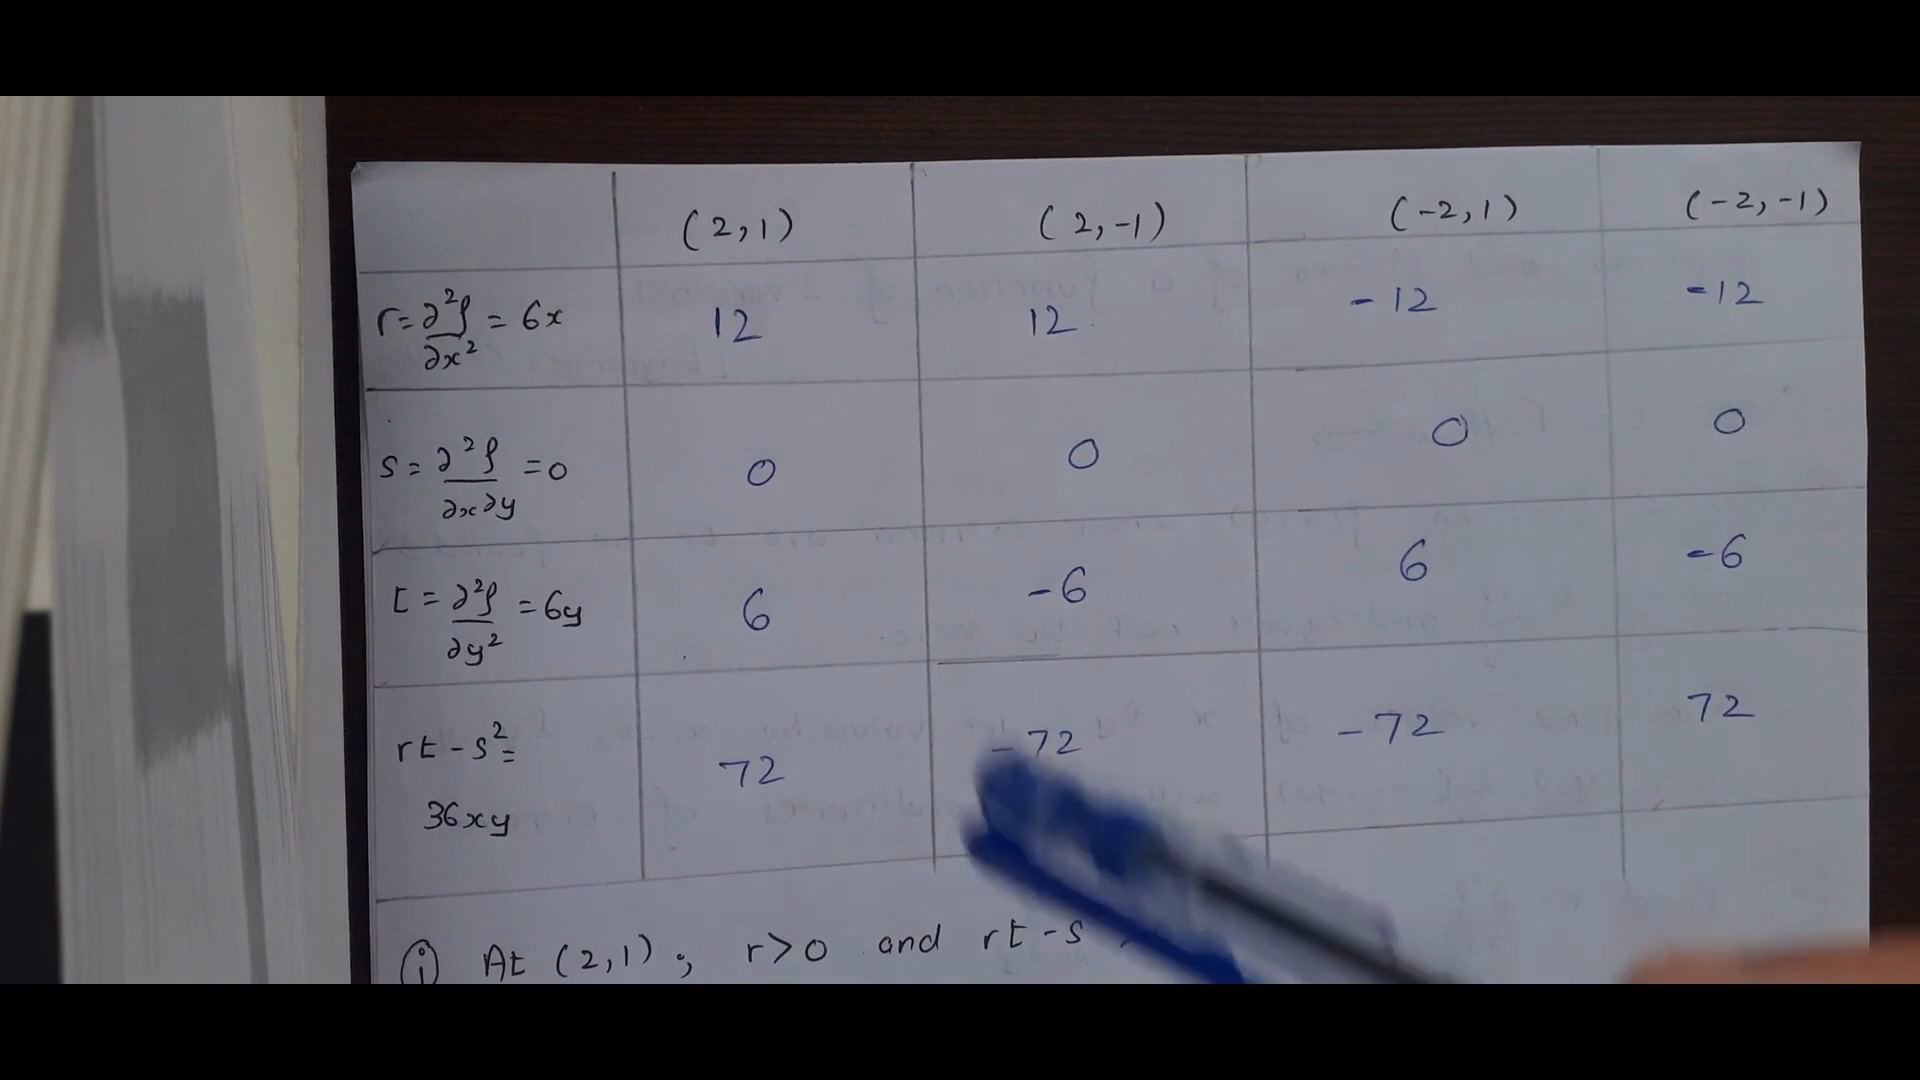 (2,1) (2,-1) (-2,1) (-2,-1)
r=∂²f/∂x² = 6x 12 12 -12 -12
s=∂²f/∂x∂y =0 0 0 0 0
t=∂²f/∂y² =6y 6 -6 6 -6
rt-s²= 72 -72 -72 72
36xy
(i) At (2,1), r>0 and rt-s